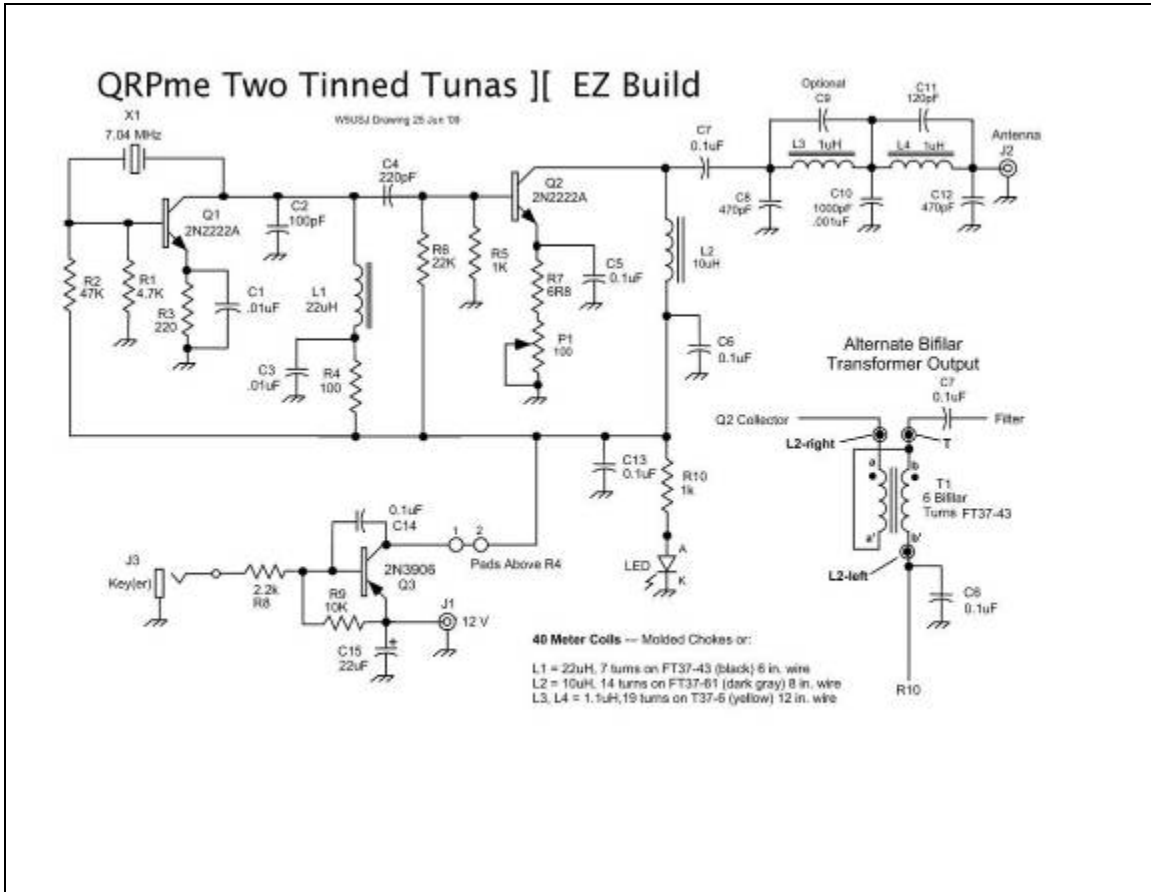 QRPme Two Tinned Tunas ][ EZ Build
W5USJ Drawing 25 Jun '09
X1
7.04 MHz
Q1
2N2222A
R2
47K
R1
4.7K
R3
220
C1
.01uF
C2
100pF
L1
22uH
C3
.01uF
R4
100
C4
220pF
R6
22K
R5
1K
Q2
2N2222A
R7
6R8
P1
100
C5
0.1uF
C7
0.1uF
L2
10uH
C6
0.1uF
Optional
C9
C11
120pF
L3 1uH
L4 1uH
C8
470pF
C10
1000pF
.001uF
C12
470pF
Antenna
J2
C13
0.1uF
R10
1k
LED
A
K
J3
Key(er)
2.2k
R8
R9
10K
0.1uF
C14
2N3906
Q3
C15
22uF
+
J1
12 V
1 2
Pads Above R4
Alternate Bifilar
Transformer Output
C7
0.1uF
Q2 Collector
Filter
L2-right
T
a
b
T1
6 Bifilar
Turns FT37-43
a'
b'
L2-left
C6
0.1uF
R10
40 Meter Coils --- Molded Chokes or:
L1 = 22uH, 7 turns on FT37-43 (black) 6 in. wire
L2 = 10uH, 14 turns on FT37-61 (dark gray) 8 in. wire
L3, L4 = 1.1uH,19 turns on T37-6 (yellow) 12 in. wire